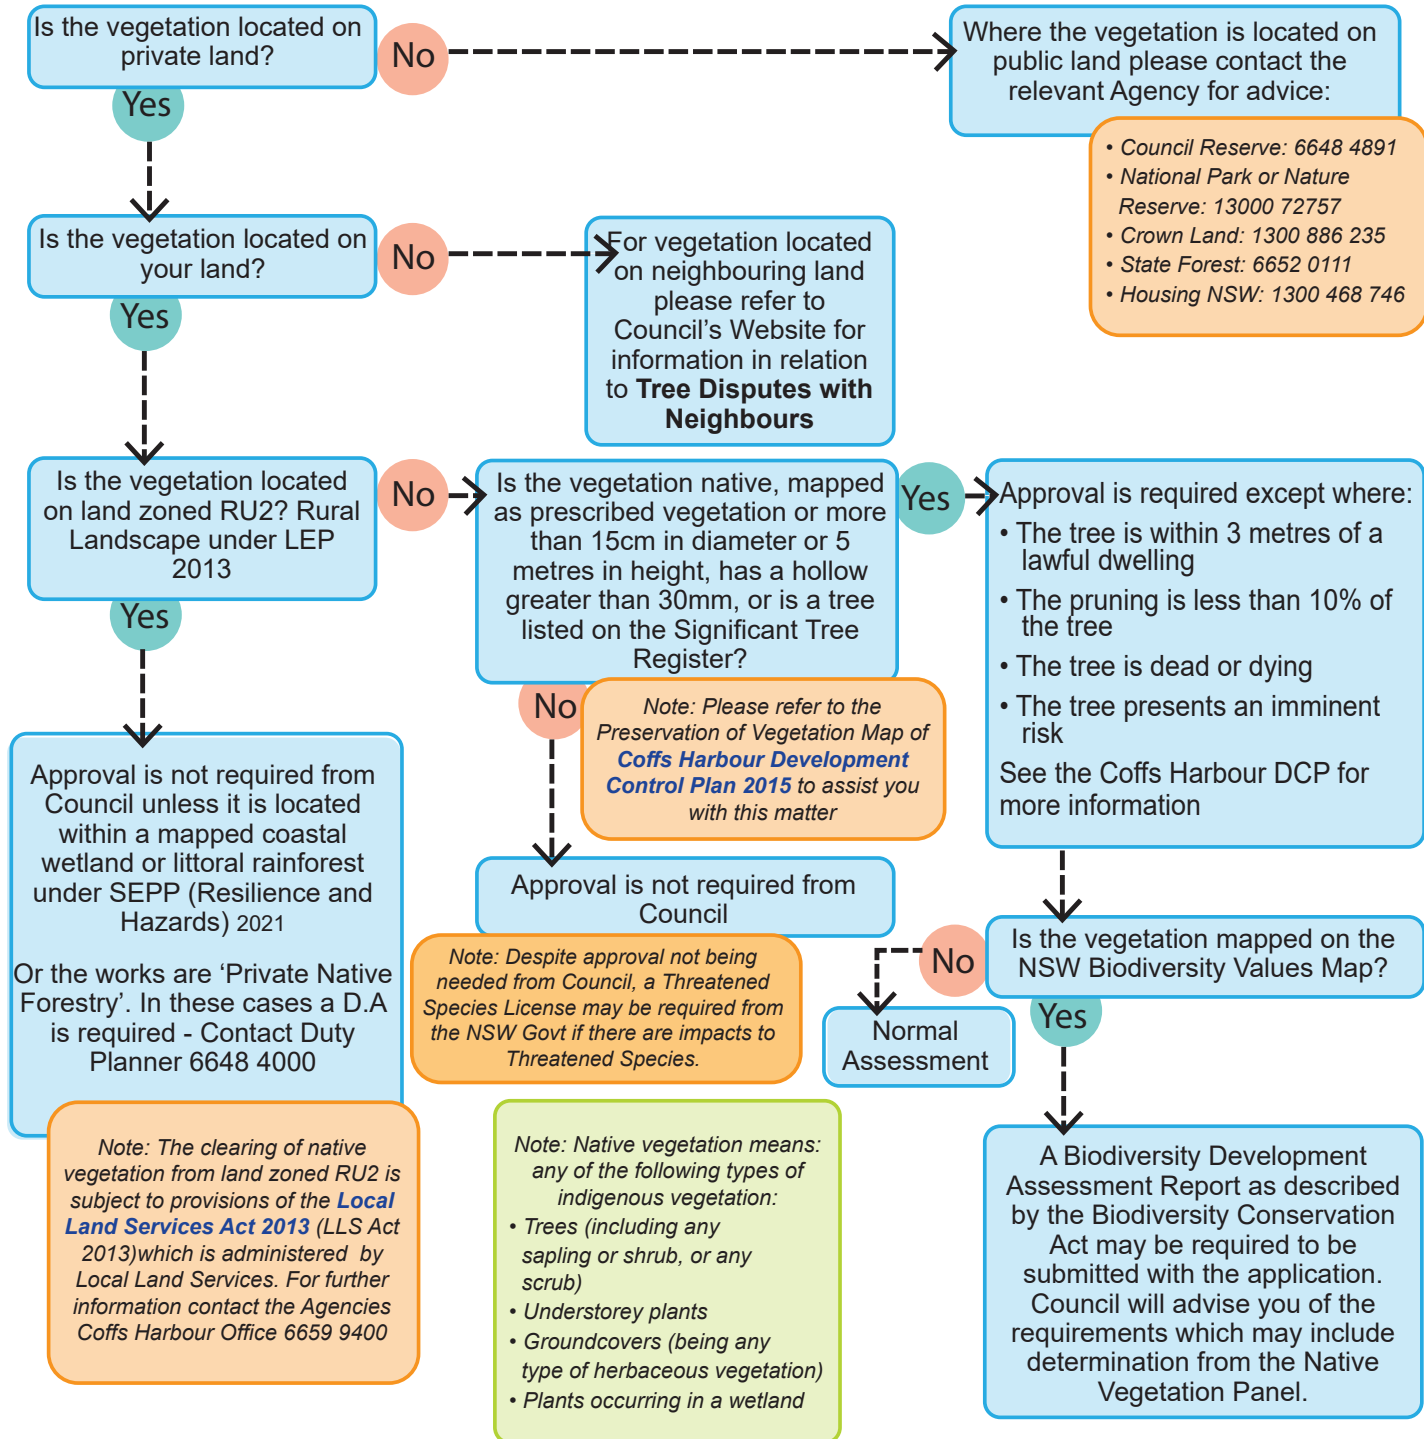 Is the vegetation located on
private land?
No
Yes
Where the vegetation is located on
public land please contact the
relevant Agency for advice:
• Council Reserve: 6648 4891
• National Park or Nature
Reserve: 13000 72757
• Crown Land: 1300 886 235
• State Forest: 6652 0111
• Housing NSW: 1300 468 746
Is the vegetation located on
your land?
No
Yes
For vegetation located
on neighbouring land
please refer to
Council’s Website for
information in relation
to Tree Disputes with
Neighbours
Is the vegetation located
on land zoned RU2? Rural
Landscape under LEP
2013
No
Yes
Is the vegetation native, mapped
as prescribed vegetation or more
than 15cm in diameter or 5
metres in height, has a hollow
greater than 30mm, or is a tree
listed on the Significant Tree
Register?
Yes
No
Note: Please refer to the
Preservation of Vegetation Map of
Coffs Harbour Development
Control Plan 2015 to assist you
with this matter
Approval is required except where:
• The tree is within 3 metres of a
lawful dwelling
• The pruning is less than 10% of
the tree
• The tree is dead or dying
• The tree presents an imminent
risk
See the Coffs Harbour DCP for
more information
Approval is not required from
Council unless it is located
within a mapped coastal
wetland or littoral rainforest
under SEPP (Resilience and
Hazards) 2021
Or the works are ‘Private Native
Forestry’. In these cases a D.A
is required - Contact Duty
Planner 6648 4000
Note: The clearing of native
vegetation from land zoned RU2 is
subject to provisions of the Local
Land Services Act 2013 (LLS Act
2013)which is administered by
Local Land Services. For further
information contact the Agencies
Coffs Harbour Office 6659 9400
Approval is not required from
Council
Note: Despite approval not being
needed from Council, a Threatened
Species License may be required from
the NSW Govt if there are impacts to
Threatened Species.
Note: Native vegetation means:
any of the following types of
indigenous vegetation:
• Trees (including any
sapling or shrub, or any
scrub)
• Understorey plants
• Groundcovers (being any
type of herbaceous vegetation)
• Plants occurring in a wetland
Is the vegetation mapped on the
NSW Biodiversity Values Map?
No
Yes
Normal
Assessment
A Biodiversity Development
Assessment Report as described
by the Biodiversity Conservation
Act may be required to be
submitted with the application.
Council will advise you of the
requirements which may include
determination from the Native
Vegetation Panel.